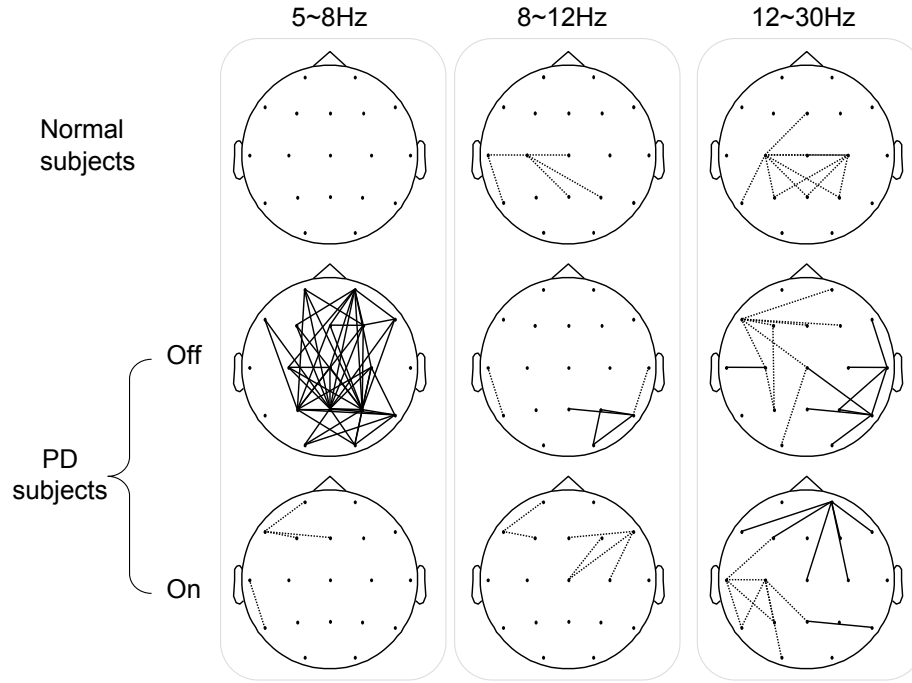 5~8Hz
8~12Hz
12~30Hz
Normal
subjects
Off
PD
subjects
On